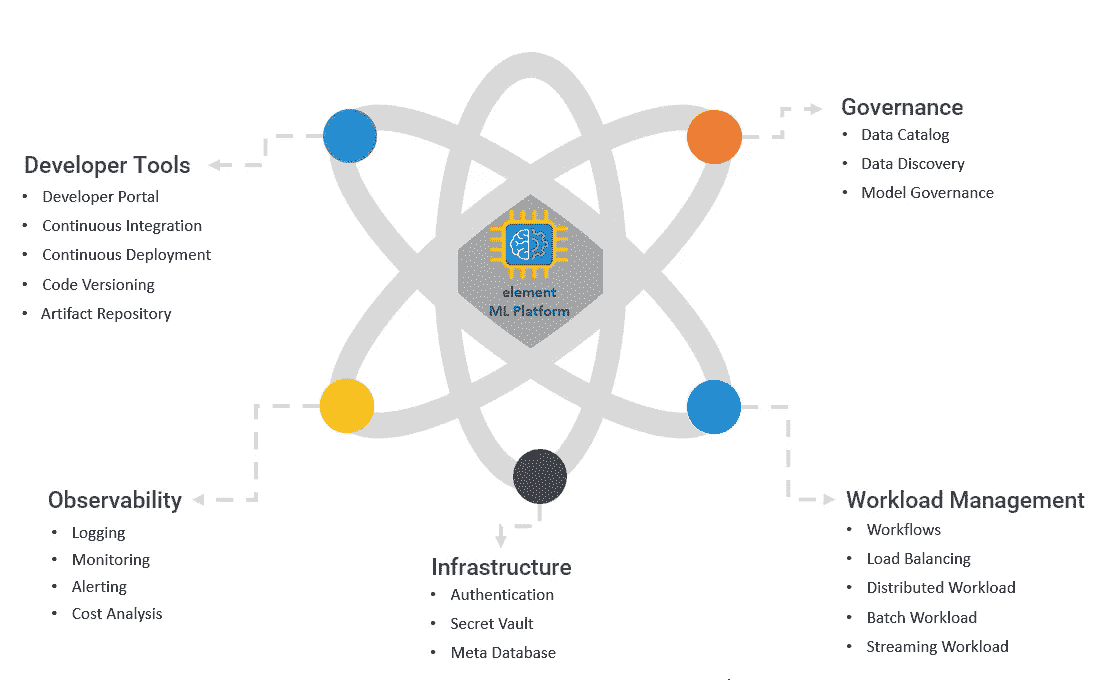 Governance
• Data Catalog
• Data Discovery
• Model Governance
Developer Tools
• Developer Portal
• Continuous Integration
• Continuous Deployment
• Code Versioning
• Artifact Repository
element
ML Platform
Observability
• Logging
• Monitoring
• Alerting
• Cost Analysis
Infrastructure
• Authentication
• Secret Vault
• Meta Database
Workload Management
• Workflows
• Load Balancing
• Distributed Workload
• Batch Workload
• Streaming Workload